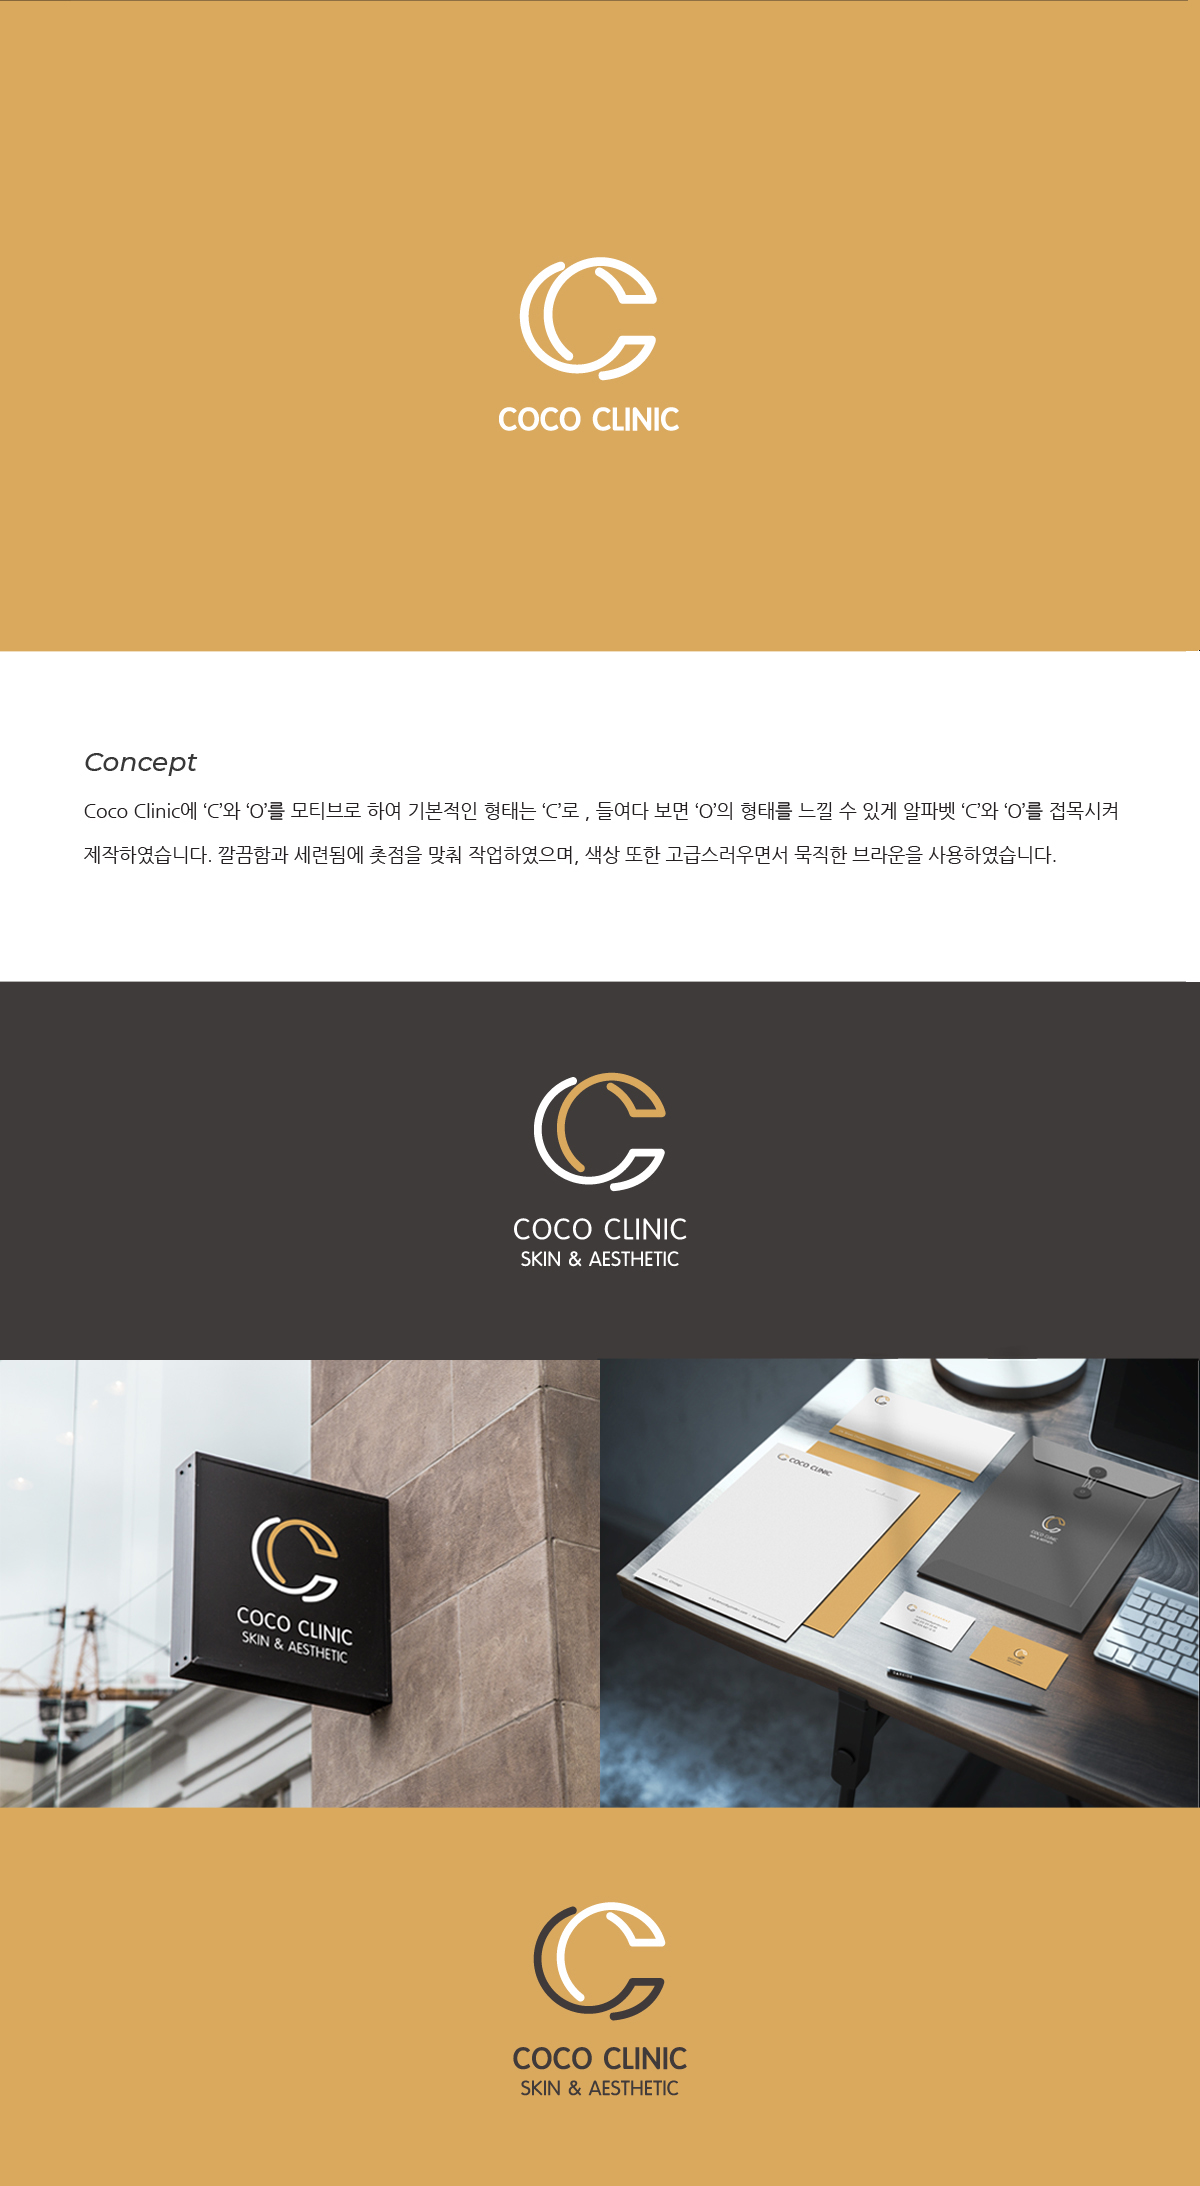 COCO CLINIC
Concept
Coco Clinic에 ‘C’와 ‘O’를 모티브로 하여 기본적인 형태는 ‘C’로 , 들여다 보면 ‘O’의 형태를 느낄 수 있게 알파벳 ‘C’와 ‘O’를 접목시켜
제작하였습니다. 깔끔함과 세련됨에 촛점을 맞춰 작업하였으며, 색상 또한 고급스러우면서 묵직한 브라운을 사용하였습니다.
COCO CLINIC
SKIN & AESTHETIC
COCO CLINIC
SKIN & AESTHETIC
COCO CLINIC
COCO CLINIC
COCO CLINIC
SKIN & AESTHETIC